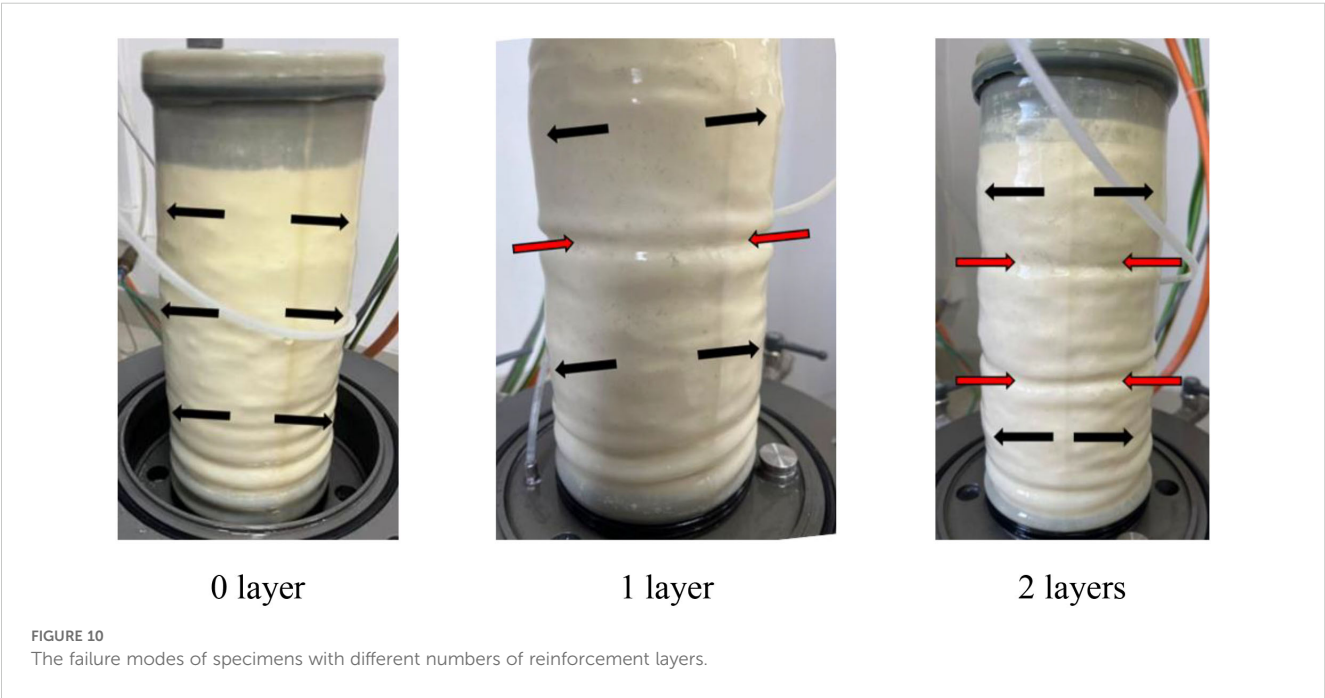 0 layer
1 layer
2 layers
FIGURE 10
The failure modes of specimens with different numbers of reinforcement layers.